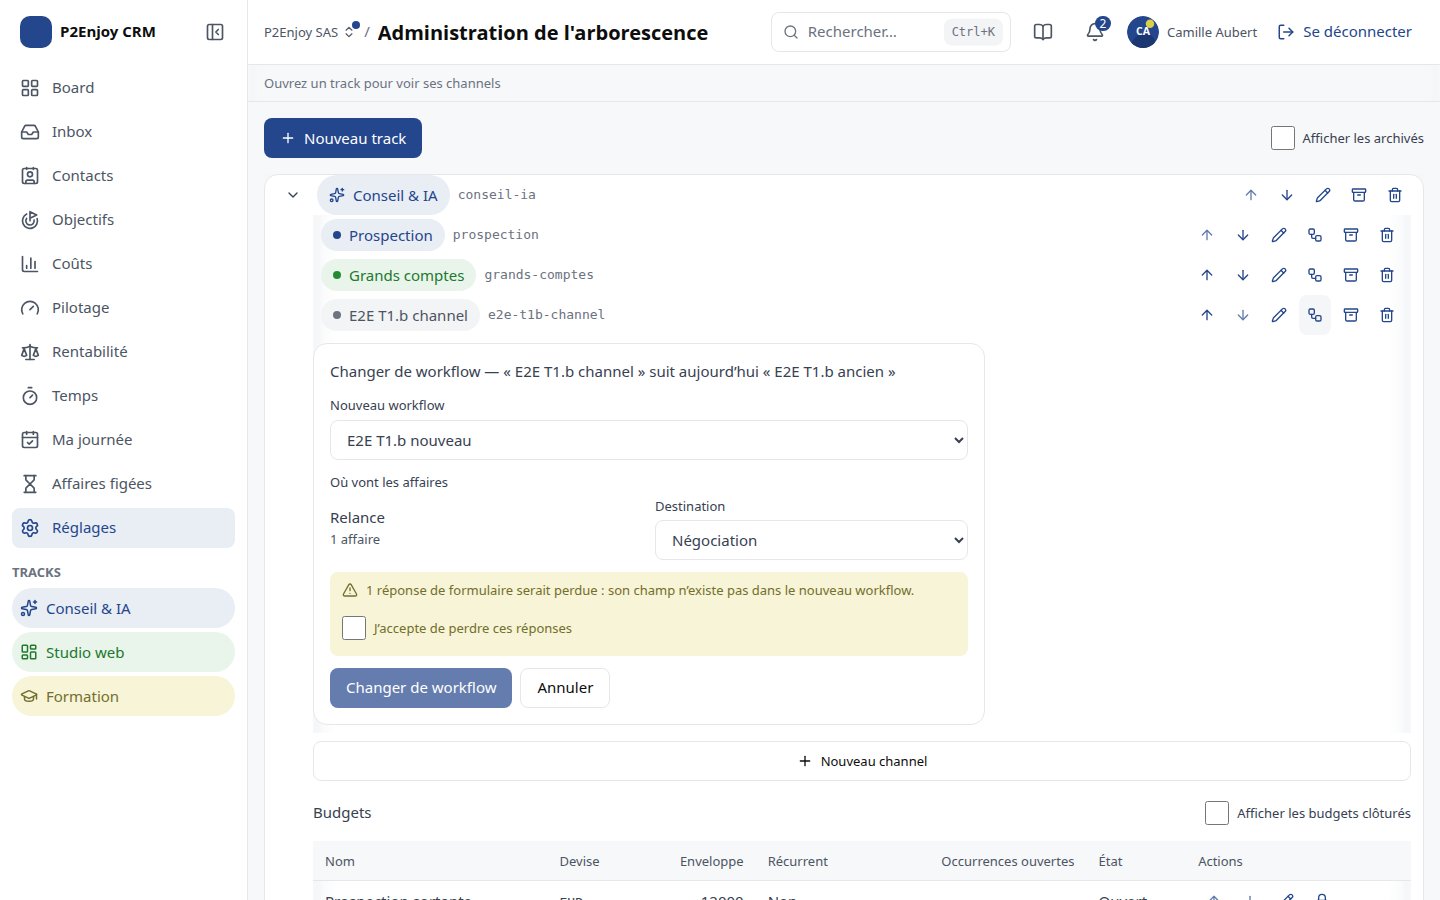 P2Enjoy CRM
Board
Inbox
Contacts
Objectifs
Coûts
Pilotage
Rentabilité
Temps
Ma journée
Affaires figées
Réglages
TRACKS
Conseil & IA
Studio web
Formation
P2Enjoy SAS / Administration de l'arborescence
Rechercher... Ctrl+K
2
CA Camille Aubert
Se déconnecter
Ouvrez un track pour voir ses channels
Nouveau track
Afficher les archivés
Conseil & IA conseil-ia
Prospection prospection
Grands comptes grands-comptes
E2E T1.b channel e2e-t1b-channel
Changer de workflow — « E2E T1.b channel » suit aujourd’hui « E2E T1.b ancien »
Nouveau workflow
E2E T1.b nouveau
Où vont les affaires
Relance
1 affaire
Destination
Négociation
1 réponse de formulaire serait perdue : son champ n’existe pas dans le nouveau workflow.
J’accepte de perdre ces réponses
Changer de workflow Annuler
Nouveau channel
Budgets
Afficher les budgets clôturés
Nom Devise Enveloppe Récurrent Occurrences ouvertes État Actions